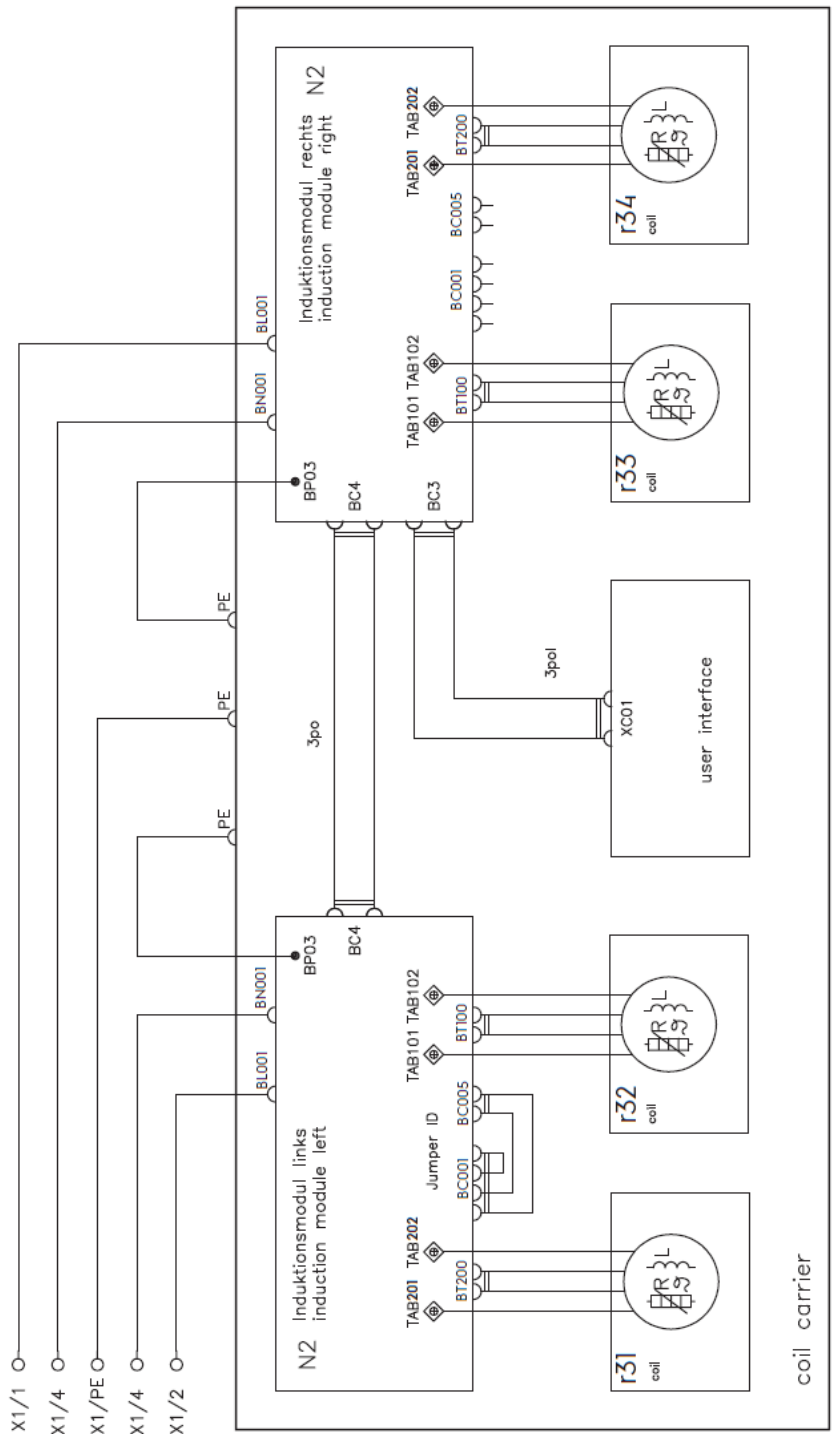 X1/1
X1/4
X1/PE
X1/4
X1/2
BL001
BN001
PE
PE
PE
BN001
BL001
Induktionsmodul rechts
induction module right
N2
BP03
BC4
BC3
TAB101
TAB102
BT100
BC001
BC005
TAB201
TAB202
BT200
3po
3pol
BP03
BC4
N2
Induktionsmodul links
induction module left
TAB201
TAB202
BT200
Jumper ID
BC001
BC005
TAB101
TAB102
BT100
r31
coil
r32
coil
XC01
user interface
r33
coil
r34
coil
R
L
ϑ
R
L
ϑ
R
L
ϑ
R
L
ϑ
coil carrier